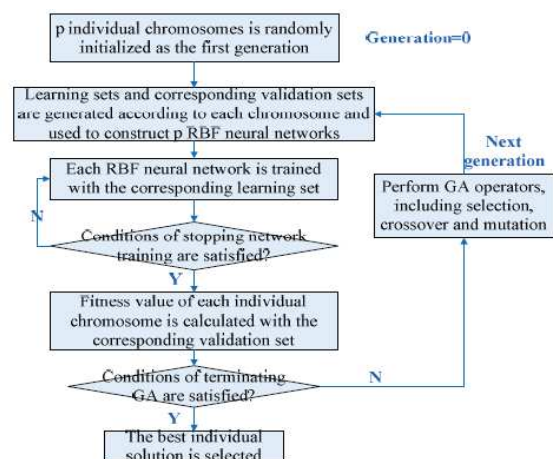 p individual chromosomes is randomly
initialized as the first generation
Generation=0
Learning sets and corresponding validation sets
are generated according to each chromosome and
used to construct p RBF neural networks
Next
generation
Each RBF neural network is trained
with the corresponding learning set
Perform GA operators,
including selection,
crossover and mutation
N
Conditions of stopping network
training are satisfied?
Y
Fitness value of each individual
chromosome is calculated with the
corresponding validation set
Conditions of terminating
GA are satisfied?
N
Y
The best individual
solution is selected